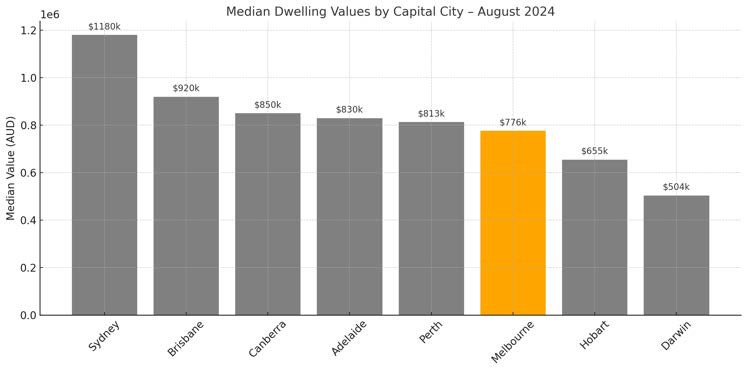 Median Dwelling Values by Capital City – August 2024
1e6
Median Value (AUD)
1.2
1.0
0.8
0.6
0.4
0.2
0.0
$1180k
$920k
$850k
$830k
$813k
$776k
$655k
$504k
Sydney
Brisbane
Canberra
Adelaide
Perth
Melbourne
Hobart
Darwin